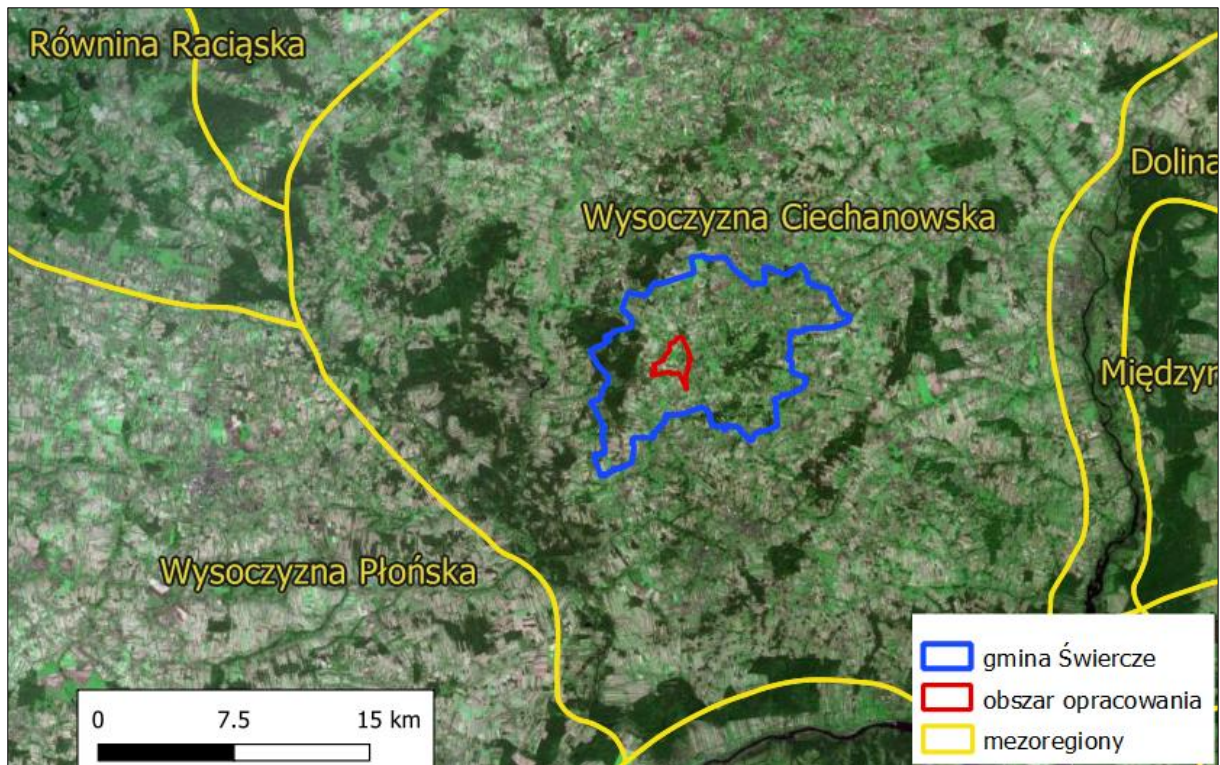 Równina Raciąska
Dolina
Wysoczyzna Ciechanowska
Międzyr
Wysoczyzna Płońska
gmina Świercze
obszar opracowania
mezoregiony
0 7.5 15 km